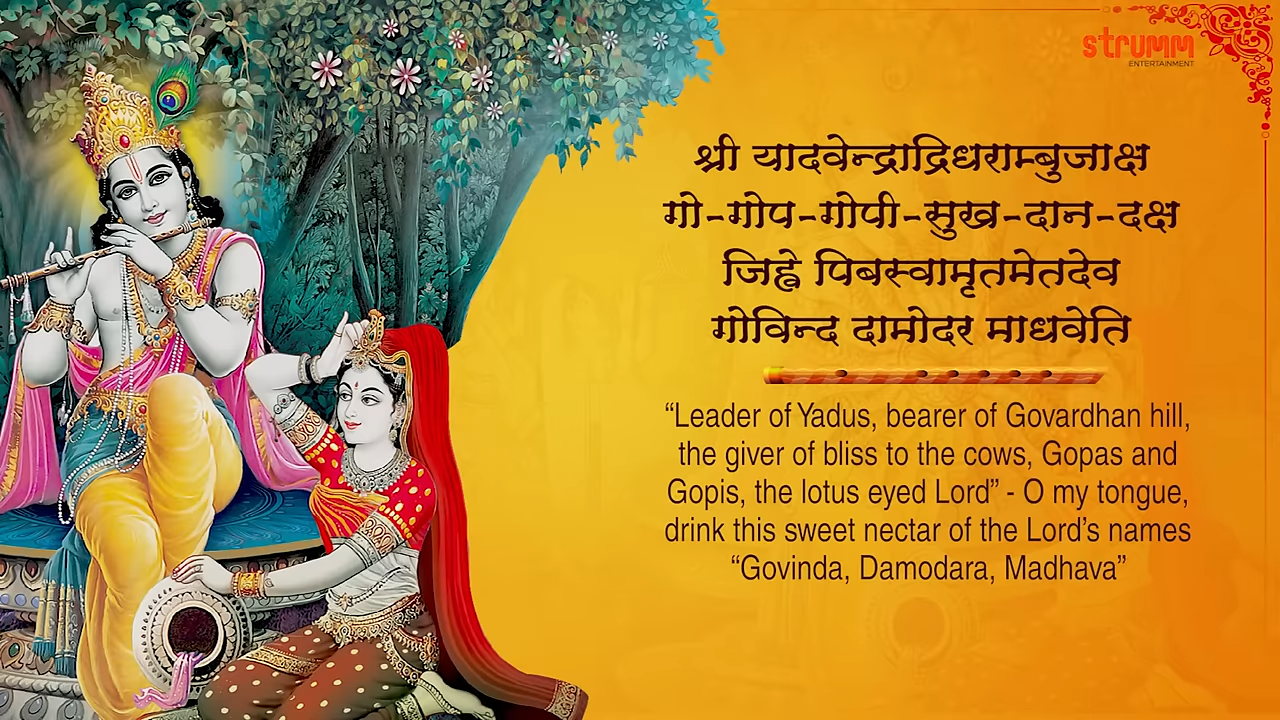 strumm
ENTERTAINMENT
श्री यादवेन्द्राद्रिधराम्बुजाक्ष
गो-गोप-गोपी-सुख-दान-दक्ष
जिह्वे पिबस्वामृतमेतदेव
गोविन्द दामोदर माधवेति
“Leader of Yadus, bearer of Govardhan hill,
the giver of bliss to the cows, Gopas and
Gopis, the lotus eyed Lord” - O my tongue,
drink this sweet nectar of the Lord’s names
“Govinda, Damodara, Madhava”